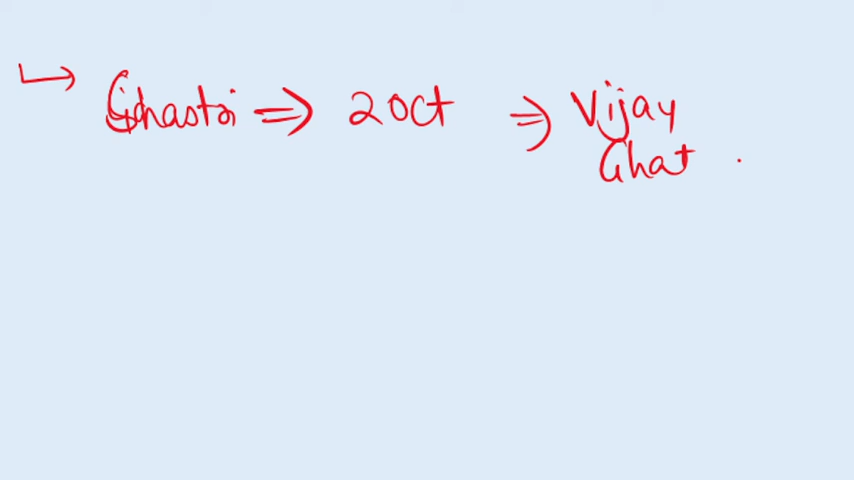 ↳ Shastri ⇒ 2 Oct ⇒ Vijay
Ghat